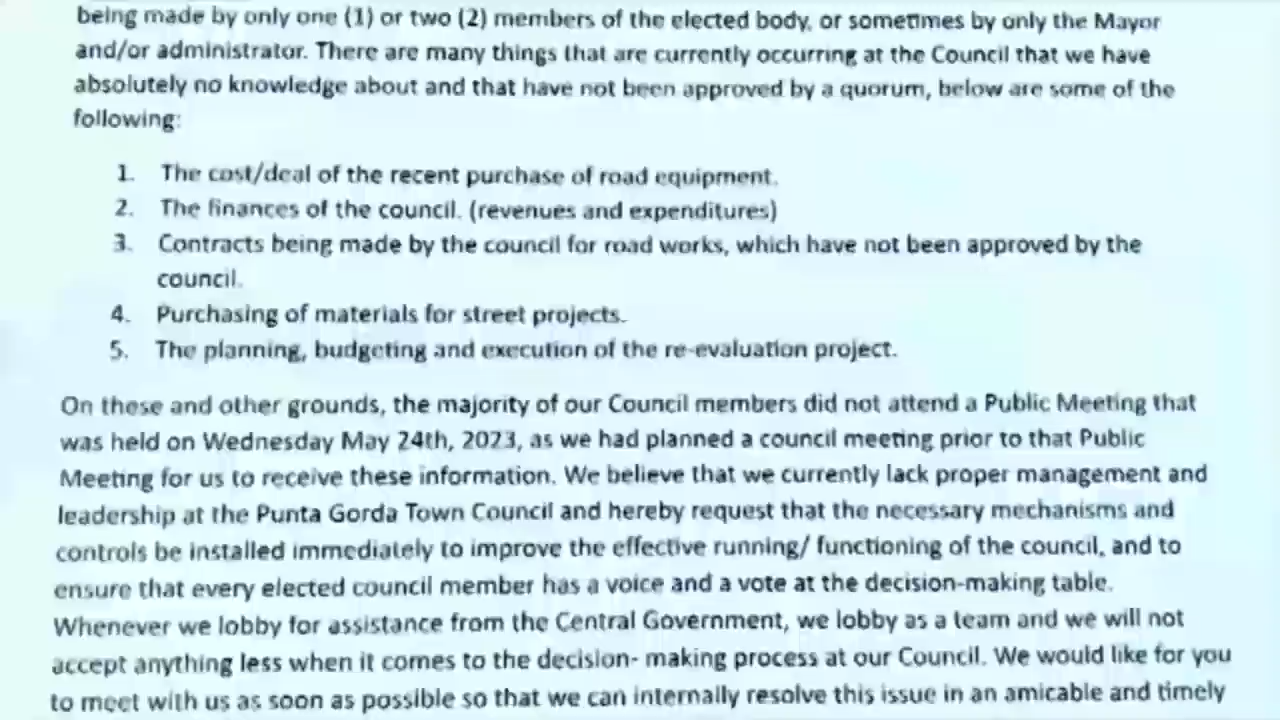 being made by only one (1) or two (2) members of the elected body, or sometimes by only the Mayor
and/or administrator. There are many things that are currently occurring at the Council that we have
absolutely no knowledge about and that have not been approved by a quorum, below are some of the
following:
1. The cost/deal of the recent purchase of road equipment.
2. The finances of the council. (revenues and expenditures)
3. Contracts being made by the council for road works, which have not been approved by the
council.
4. Purchasing of materials for street projects.
5. The planning, budgeting and execution of the re-evaluation project.
On these and other grounds, the majority of our Council members did not attend a Public Meeting that
was held on Wednesday May 24th, 2023, as we had planned a council meeting prior to that Public
Meeting for us to receive these information. We believe that we currently lack proper management and
leadership at the Punta Gorda Town Council and hereby request that the necessary mechanisms and
controls be installed immediately to improve the effective running/ functioning of the council, and to
ensure that every elected council member has a voice and a vote at the decision-making table.
Whenever we lobby for assistance from the Central Government, we lobby as a team and we will not
accept anything less when it comes to the decision- making process at our Council. We would like for you
to meet with us as soon as possible so that we can internally resolve this issue in an amicable and timely